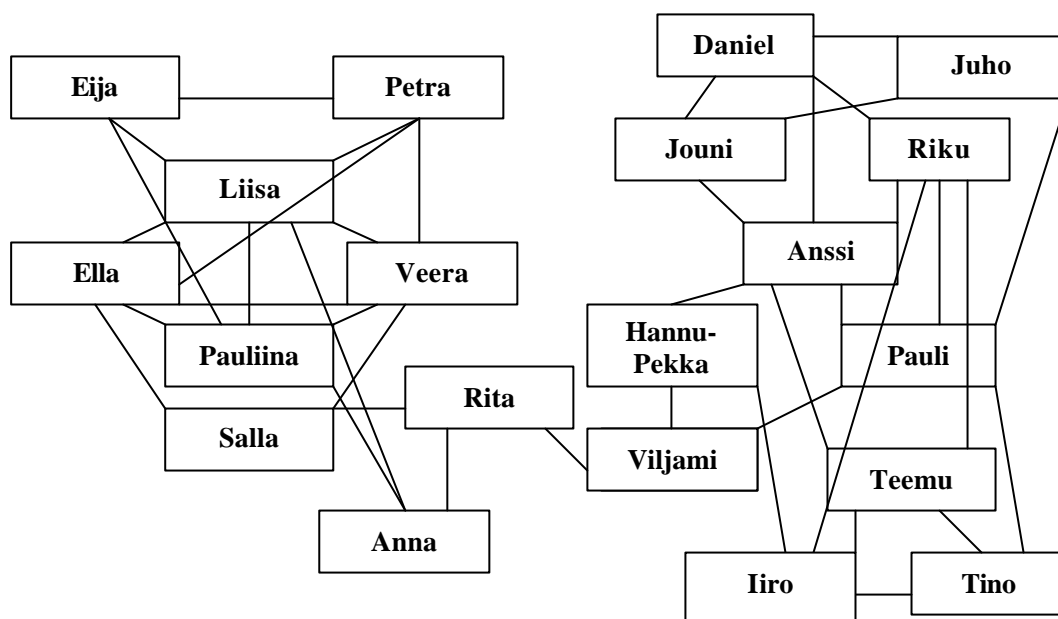 Daniel
Juho
Eija
Petra
Jouni
Riku
Liisa
Anssi
Ella
Veera
Hannu-
Pekka
Pauliina
Pauli
Rita
Salla
Viljami
Teemu
Anna
Iiro
Tino